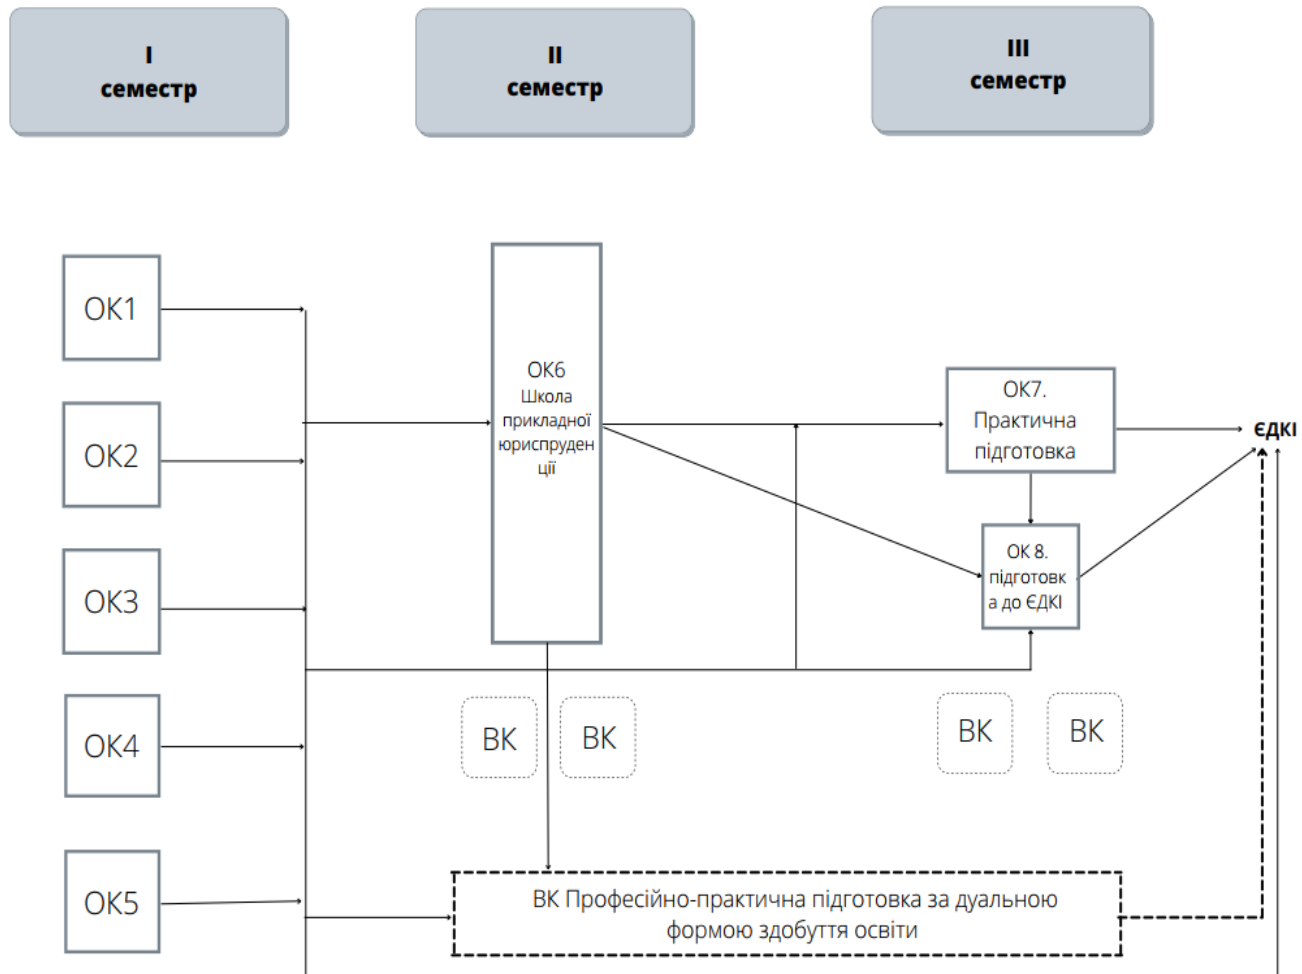 I
семестр
II
семестр
III
семестр
ОК1
ОК2
ОК3
ОК4
ОК5
ОК6
Школа
прикладної
юриспруден
ції
ОК7.
Практична
підготовка
ЄДКІ
ОК 8.
підготовк
а до ЄДКІ
ВК
ВК
ВК
ВК
ВК Професійно-практична підготовка за дуальною
формою здобуття освіти